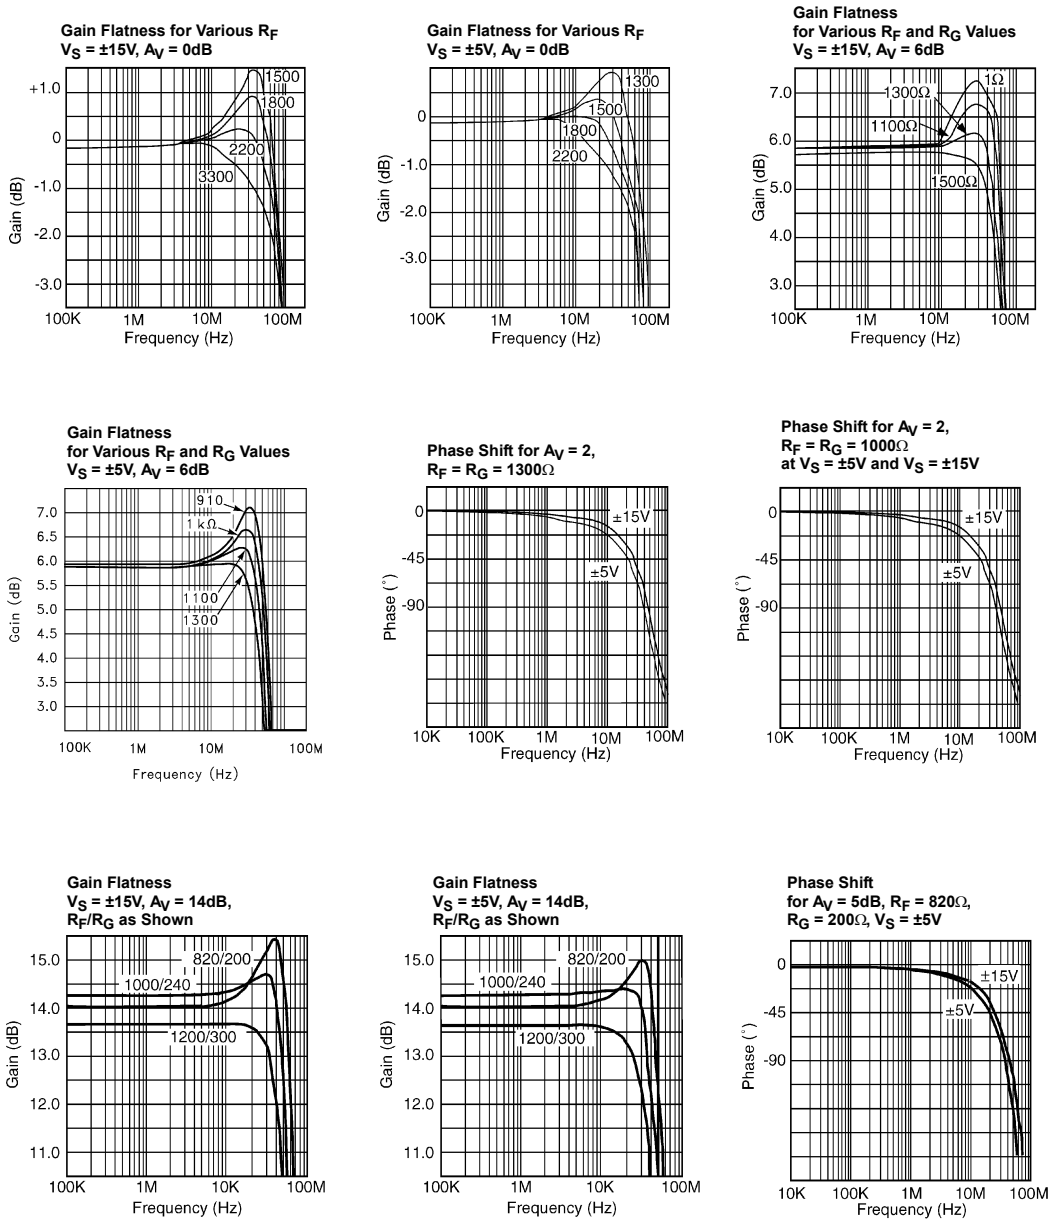 Gain Flatness for Various RF
VS = ±15V, AV = 0dB
+1.0
0
-1.0
-2.0
-3.0
Gain (dB)
1500
1800
2200
3300
100K 1M 10M 100M
Frequency (Hz)
Gain Flatness for Various RF
VS = ±5V, AV = 0dB
0
-1.0
-2.0
-3.0
Gain (dB)
1300
1500
1800
2200
100K 1M 10M 100M
Frequency (Hz)
Gain Flatness
for Various RF and RG Values
VS = ±15V, AV = 6dB
7.0
6.0
5.0
4.0
3.0
Gain (dB)
1Ω
1300Ω
1100Ω
1500Ω
100K 1M 10M 100M
Frequency (Hz)
Gain Flatness
for Various RF and RG Values
VS = ±5V, AV = 6dB
7.0
6.5
6.0
5.0
4.5
4.0
3.5
3.0
Gain (dB)
910
1kΩ
1100
1300
100K 1M 10M 100M
Frequency (Hz)
Phase Shift for AV = 2,
RF = RG = 1300Ω
0
-45
-90
Phase (°)
±15V
±5V
10K 100K 1M 10M 100M
Frequency (Hz)
Phase Shift for AV = 2,
RF = RG = 1000Ω
at VS = ±5V and VS = ±15V
0
-45
-90
Phase (°)
±15V
±5V
10K 100K 1M 10M 100M
Frequency (Hz)
Gain Flatness
VS = ±15V, AV = 14dB,
RF/RG as Shown
15.0
14.0
13.0
12.0
11.0
Gain (dB)
820/200
1000/240
1200/300
100K 1M 10M 100M
Frequency (Hz)
Gain Flatness
VS = ±5V, AV = 14dB,
RF/RG as Shown
15.0
14.0
13.0
12.0
11.0
Gain (dB)
820/200
1000/240
1200/300
100K 1M 10M 100M
Frequency (Hz)
Phase Shift
for AV = 5dB, RF = 820Ω,
RG = 200Ω, VS = ±5V
0
-45
-90
Phase (°)
±15V
±5V
10K 100K 1M 10M 100M
Frequency (Hz)